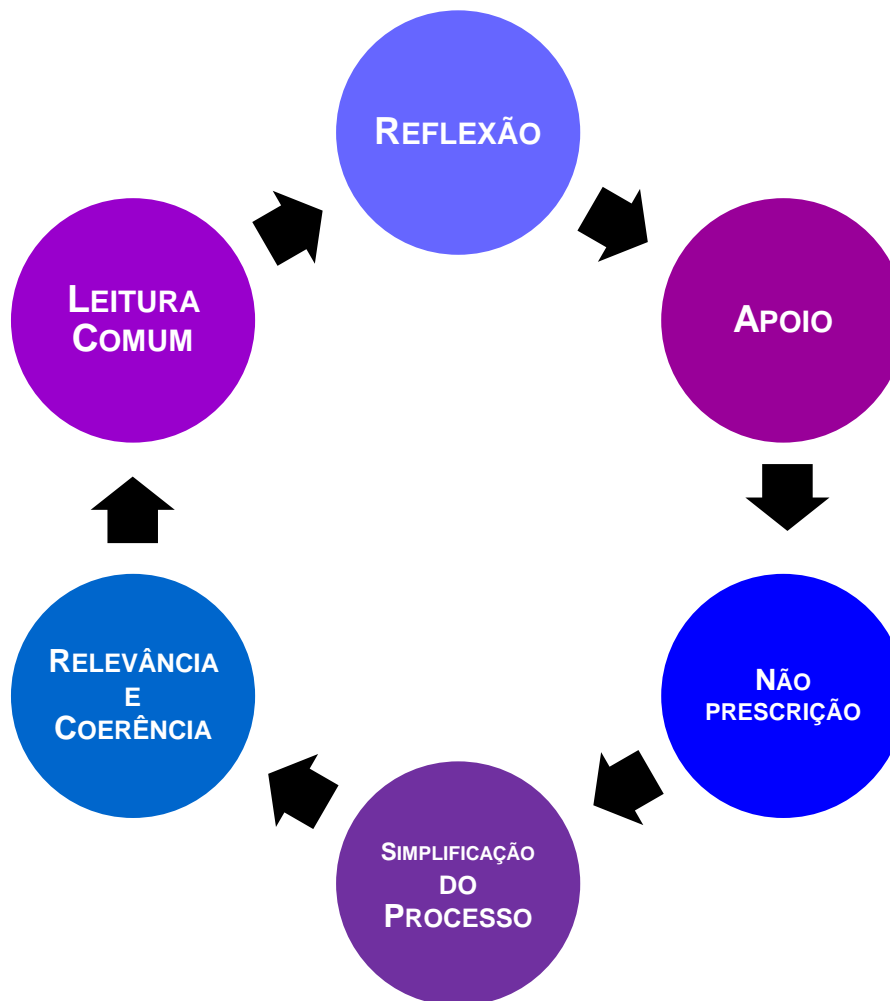 REFLEXÃO
APOIO
NÃO
PRESCRIÇÃO
SIMPLIFICAÇÃO
DO
PROCESSO
RELEVÂNCIA
E
COERÊNCIA
LEITURA
COMUM